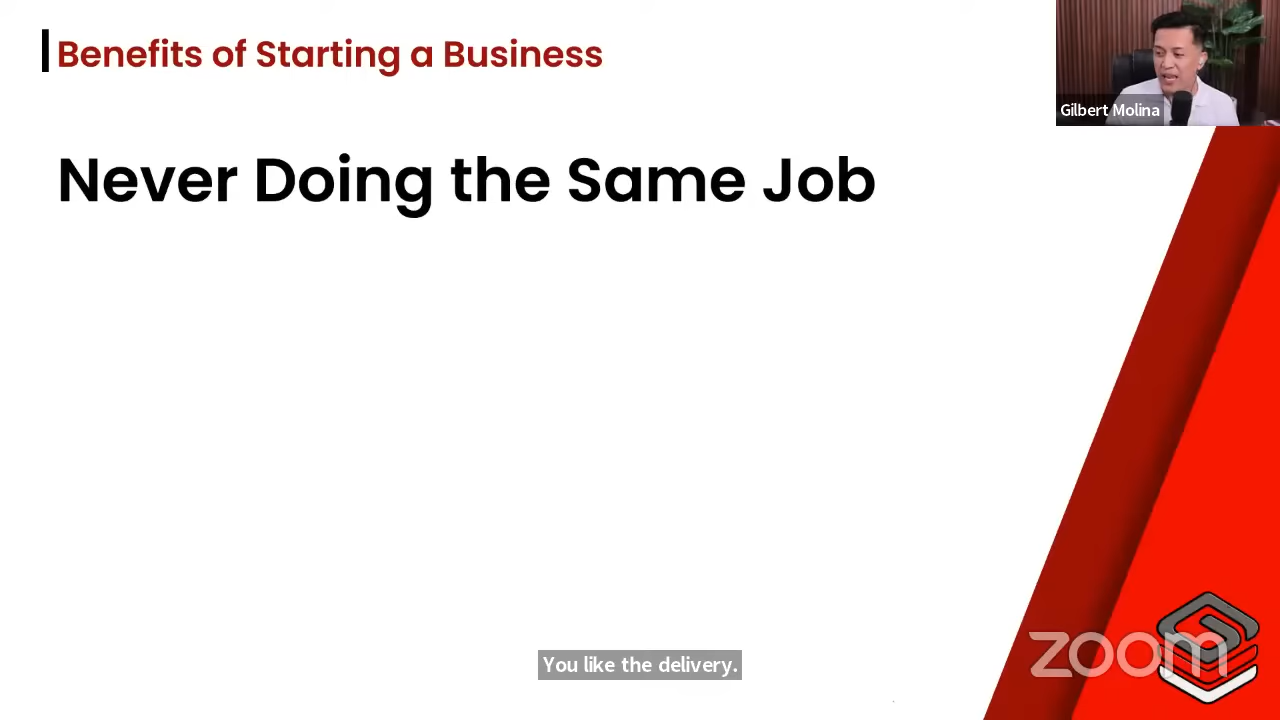 Benefits of Starting a Business
Gilbert Molina
Never Doing the Same Job
You like the delivery.
zoom